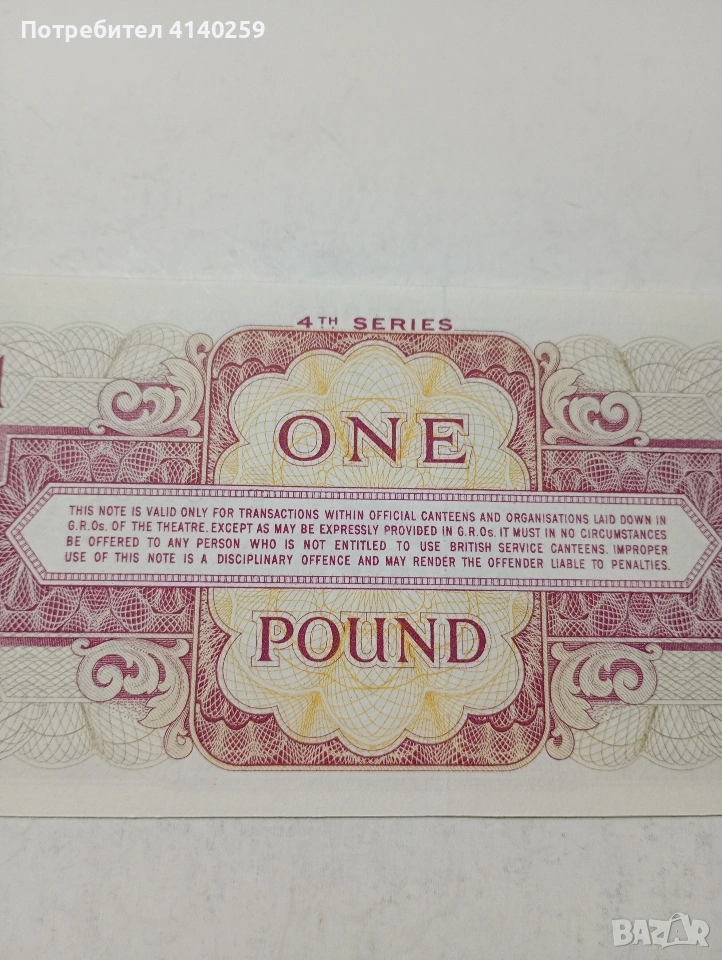 Потребител 4140259
4TH SERIES
ONE
THIS NOTE IS VALID ONLY FOR TRANSACTIONS WITHIN OFFICIAL CANTEENS AND ORGANISATIONS LAID DOWN IN
G.R.Os. OF THE THEATRE. EXCEPT AS MAY BE EXPRESSLY PROVIDED IN G.R.Os. IT MUST IN NO CIRCUMSTANCES
BE OFFERED TO ANY PERSON WHO IS NOT ENTITLED TO USE BRITISH SERVICE CANTEENS. IMPROPER
USE OF THIS NOTE IS A DISCIPLINARY OFFENCE AND MAY RENDER THE OFFENDER LIABLE TO PENALTIES.
POUND
BAZAR